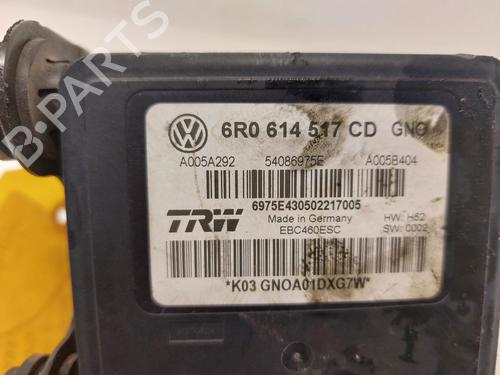 6R0 614 517 CD GNO
A005A292 54086975E A005B404
6975E430502217005
TRW Made in Germany HW: H52
EBC460ESC SW: 0002
*K03 GNOA01DXG7W*
B-Parts